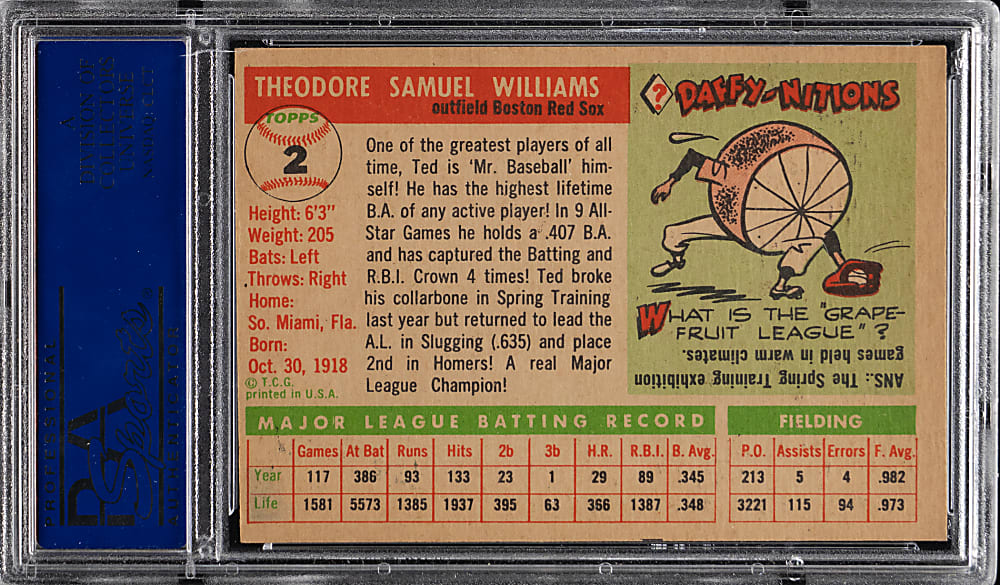 A
DIVISION OF
COLLECTORS
UNIVERSE
NASDAQ: CLCT
PSA
PROFESSIONAL
AUTHENTICATOR
THEODORE SAMUEL WILLIAMS
outfield Boston Red Sox
TOPPS
2
Height: 6'3"
Weight: 205
Bats: Left
Throws: Right
Home:
So. Miami, Fla.
Born:
Oct. 30, 1918
© T.C.G.
printed in U.S.A.
One of the greatest players of all
time, Ted is 'Mr. Baseball' him-
self! He has the highest lifetime
B.A. of any active player! In 9 All-
Star Games he holds a .407 B.A.
and has captured the Batting and
R.B.I. Crown 4 times! Ted broke
his collarbone in Spring Training
last year but returned to lead the
A.L. in Slugging (.635) and place
2nd in Homers! A real Major
League Champion!
? DAFFY-NITIONS
WHAT IS THE "GRAPE-
FRUIT LEAGUE"?
ANS.: The Spring Training exhibition
games held in warm climates.
MAJOR LEAGUE BATTING RECORD
FIELDING
Games At Bat Runs Hits 2b 3b H.R. R.B.I. B. Avg. P.O. Assists Errors F. Avg.
Year 117 386 93 133 23 1 29 89 .345 213 5 4 .982
Life 1581 5573 1385 1937 395 63 366 1387 .348 3221 115 94 .973